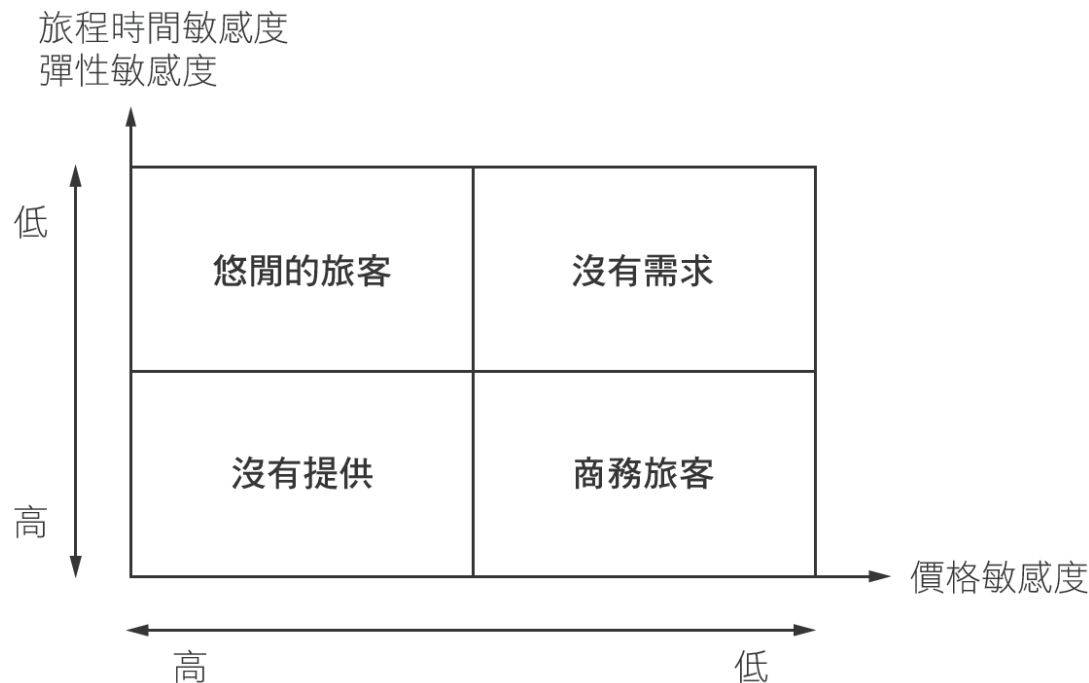 旅程時間敏感度
彈性敏感度
低
悠閒的旅客
沒有需求
沒有提供
商務旅客
高
價格敏感度
高
低